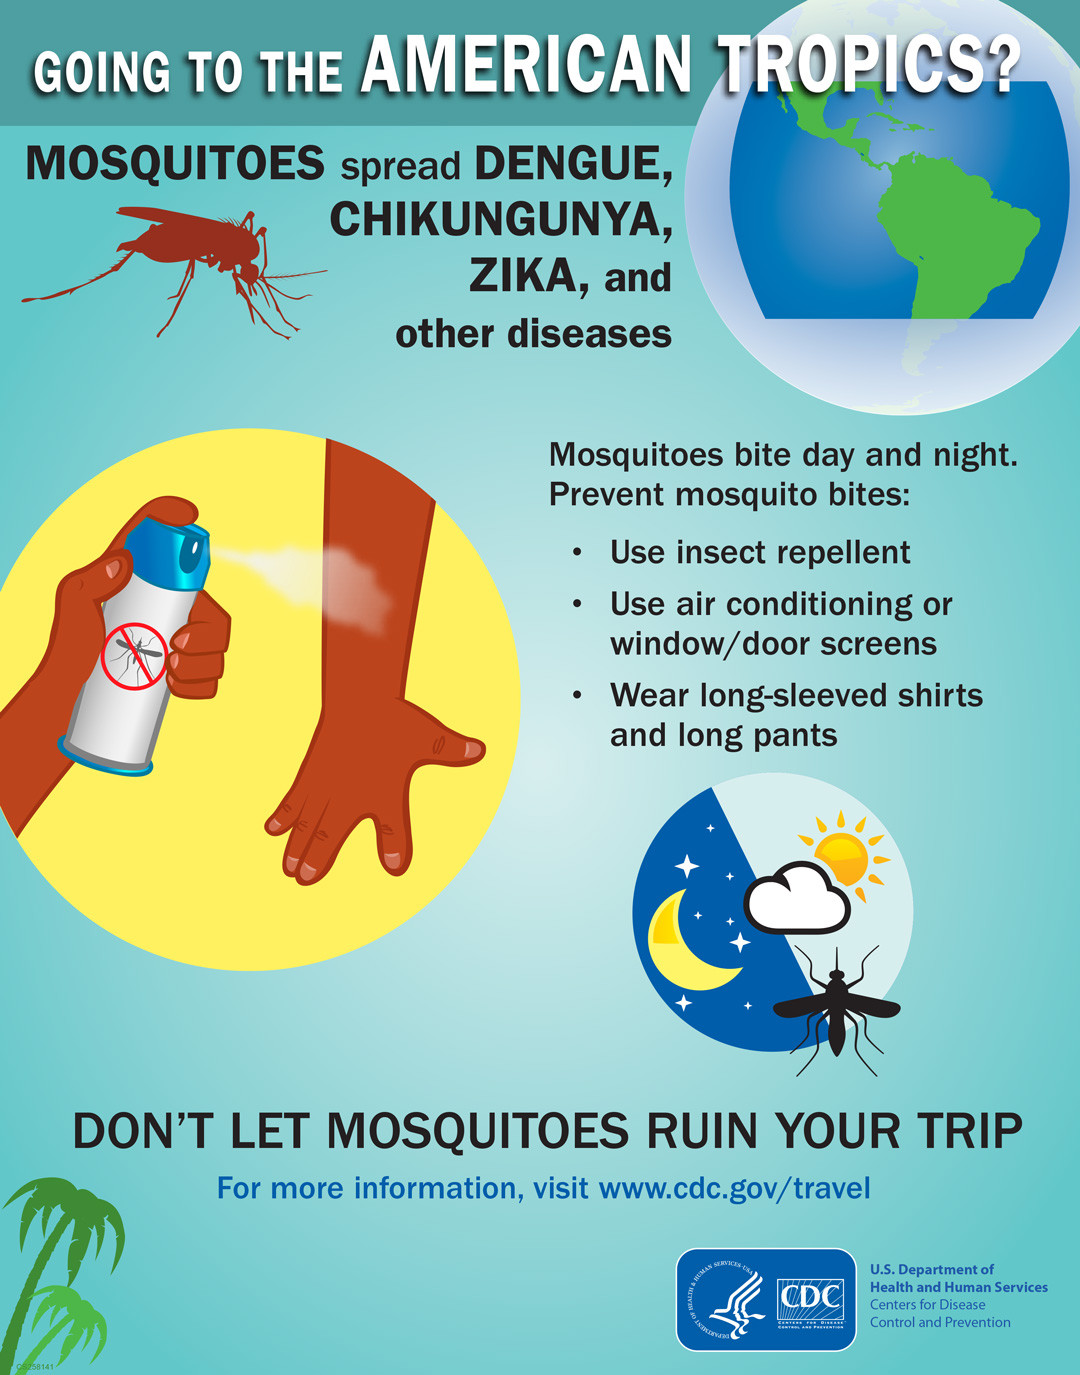 GOING TO THE AMERICAN TROPICS?
MOSQUITOES spread DENGUE,
CHIKUNGUNYA,
ZIKA, and
other diseases
Mosquitoes bite day and night.
Prevent mosquito bites:
• Use insect repellent
• Use air conditioning or
window/door screens
• Wear long-sleeved shirts
and long pants
DON'T LET MOSQUITOES RUIN YOUR TRIP
For more information, visit www.cdc.gov/travel
DEPARTMENT OF HEALTH & HUMAN SERVICES·USA
CDC
CENTERS FOR DISEASE
CONTROL AND PREVENTION
U.S. Department of
Health and Human Services
Centers for Disease
Control and Prevention